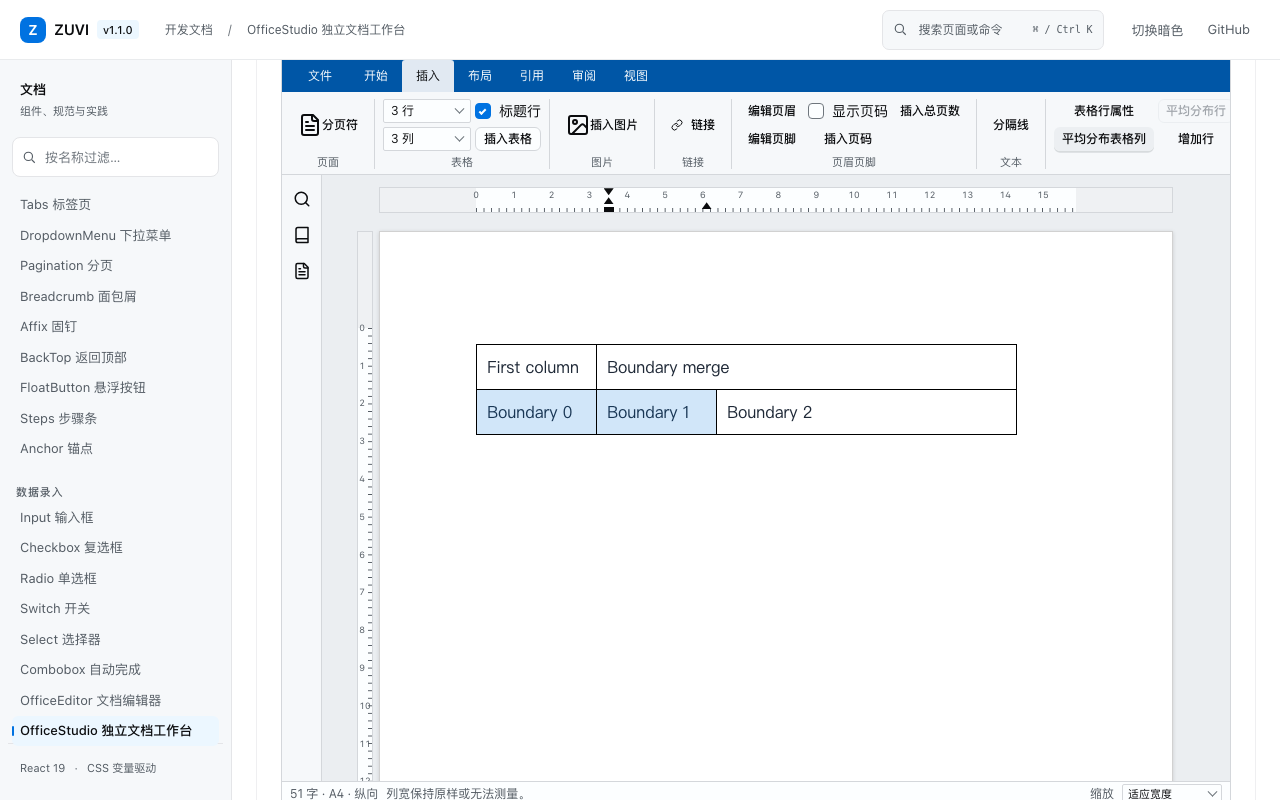 Z ZUVI v1.1.0 开发文档 / OfficeStudio 独立文档工作台 搜索页面或命令 ⌘ / Ctrl K 切换暗色 GitHub
文档
组件、规范与实践
按名称过滤...
Tabs 标签页
DropdownMenu 下拉菜单
Pagination 分页
Breadcrumb 面包屑
Affix 固钉
BackTop 返回顶部
FloatButton 悬浮按钮
Steps 步骤条
Anchor 锚点
数据录入
Input 输入框
Checkbox 复选框
Radio 单选框
Switch 开关
Select 选择器
Combobox 自动完成
OfficeEditor 文档编辑器
OfficeStudio 独立文档工作台
React 19 · CSS 变量驱动
文件 开始 插入 布局 引用 审阅 视图
分页符
页面
3 行 标题行
3 列 插入表格
表格
插入图片
图片
链接
链接
编辑页眉 显示页码 插入总页数
编辑页脚 插入页码
页眉页脚
分隔线
文本
表格行属性 平均分布行
平均分布表格列 增加行
0 1 2 3 4 5 6 7 8 9 10 11 12 13 14 15
0
1
2
3
4
5
6
7
8
9
10
11
12
First column Boundary merge
Boundary 0 Boundary 1 Boundary 2
51 字 · A4 · 纵向 列宽保持原样或无法测量。 缩放 适应宽度